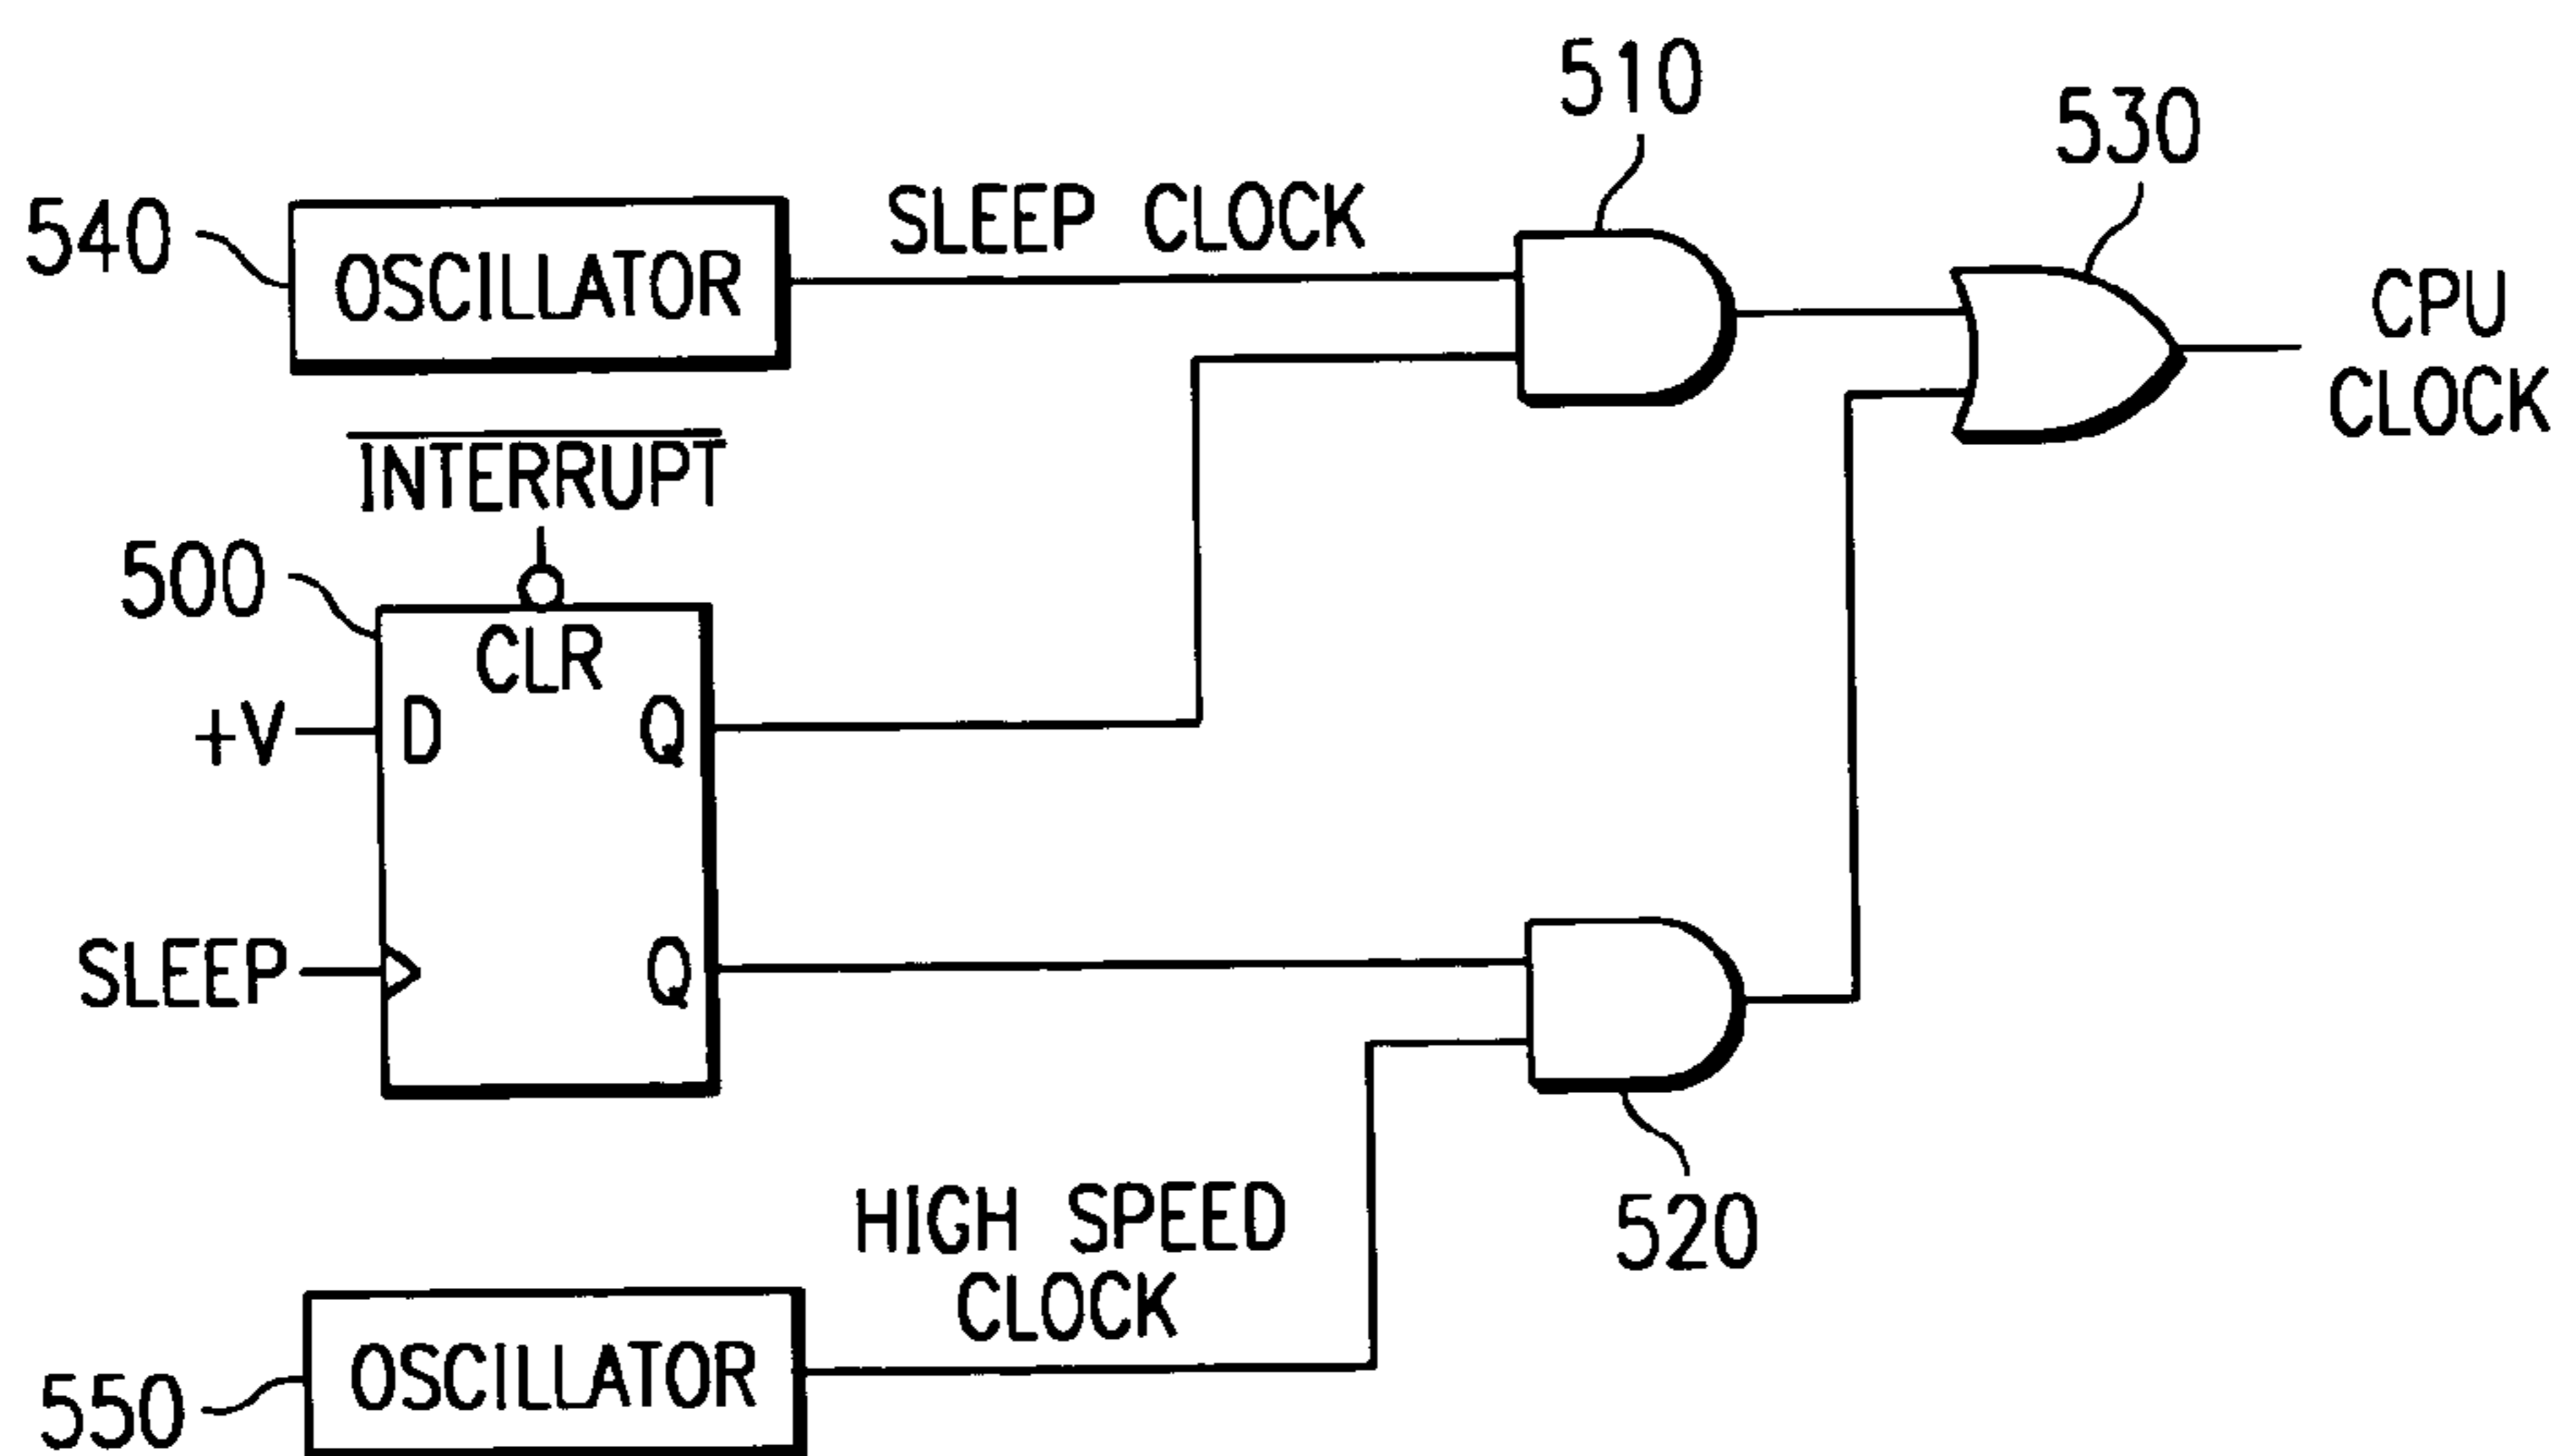 510
530
540
OSCILLATOR
SLEEP CLOCK
CPU
CLOCK
INTERRUPT
500
CLR
+V
D
Q
SLEEP
Q
520
HIGH SPEED
CLOCK
550
OSCILLATOR